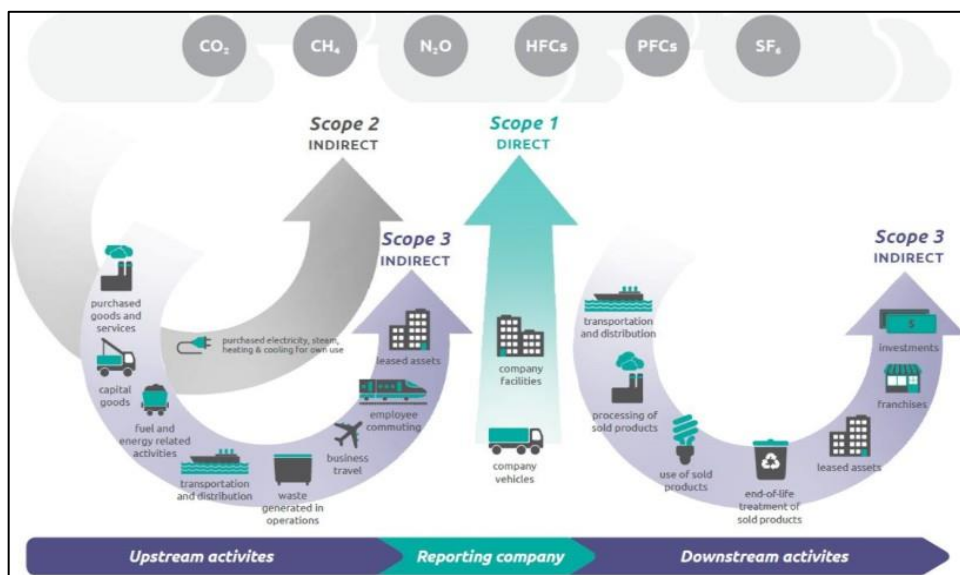 CO₂ CH₄ N₂O HFCs PFCs SF₆
Scope 2
INDIRECT
Scope 1
DIRECT
Scope 3
INDIRECT
Scope 3
INDIRECT
purchased
goods and
services
capital
goods
fuel and
energy related
activities
transportation
and distribution
waste
generated in
operations
business
travel
employee
commuting
leased assets
purchased electricity, steam,
heating & cooling for own use
company
facilities
company
vehicles
transportation
and distribution
processing of
sold products
use of sold
products
end-of-life
treatment of
sold products
leased assets
franchises
$
investments
Upstream activites
Reporting company
Downstream activites